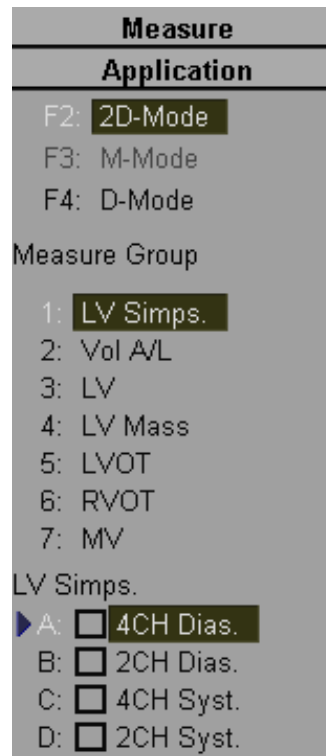 Measure
Application
F2: 2D-Mode
F3: M-Mode
F4: D-Mode
Measure Group
1: LV Simps.
2: Vol A/L
3: LV
4: LV Mass
5: LVOT
6: RVOT
7: MV
LV Simps.
A: 4CH Dias.
B: 2CH Dias.
C: 4CH Syst.
D: 2CH Syst.